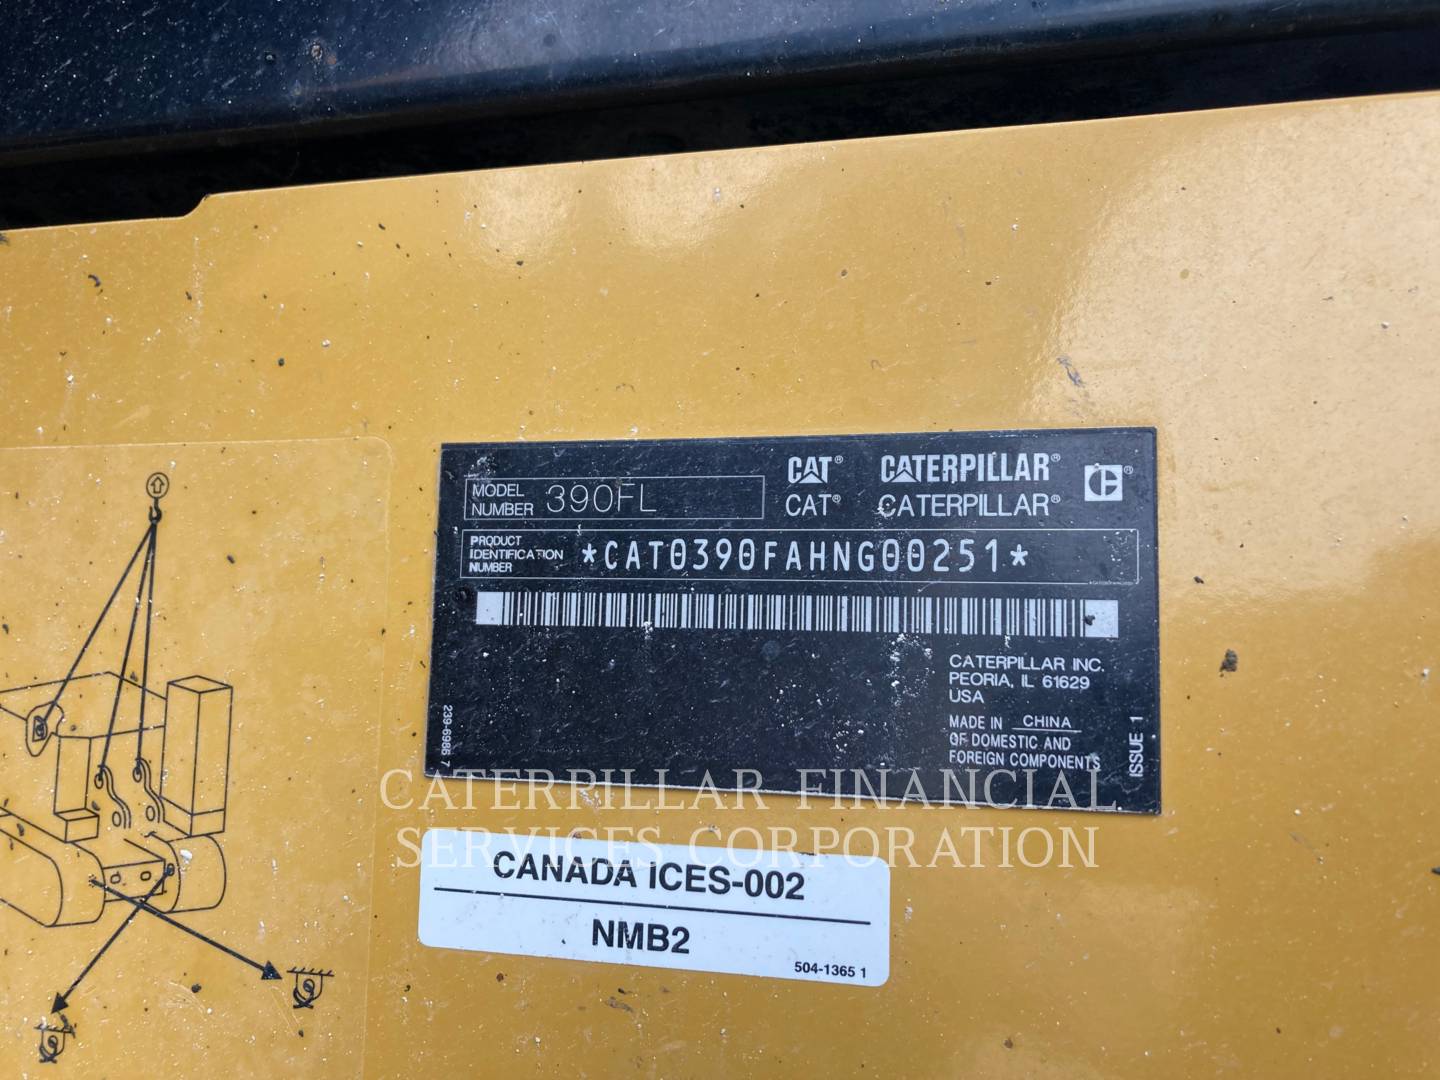 CAT® CATERPILLAR® ®
CAT® CATERPILLAR®
MODEL NUMBER 390FL
PRODUCT IDENTIFICATION NUMBER *CAT0390FAHNG00251*
CATERPILLAR INC.
PEORIA, IL 61629
USA
MADE IN CHINA
OF DOMESTIC AND
FOREIGN COMPONENTS
239-6986 7
ISSUE 1
CATERPILLAR FINANCIAL
SERVICES CORPORATION
CANADA ICES-002
NMB2
504-1365 1